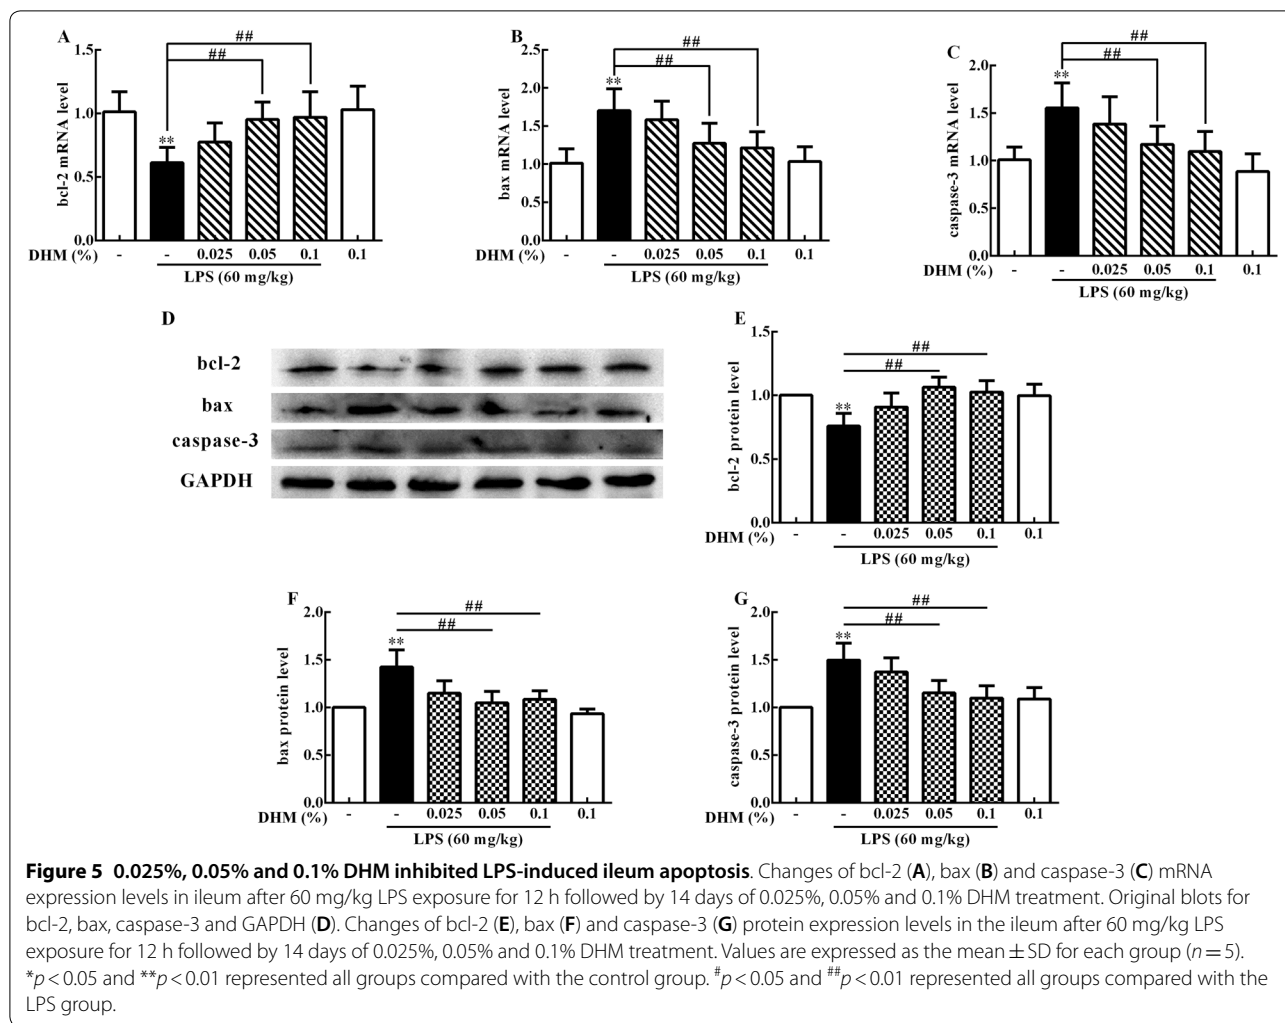 A
bcl-2 mRNA level
1.5
1.0
0.5
0.0
##
##
**
DHM (%) - - 0.025 0.05 0.1 0.1
LPS (60 mg/kg)
B
bax mRNA level
2.5
2.0
1.5
1.0
0.5
0.0
##
##
**
DHM (%) - - 0.025 0.05 0.1 0.1
LPS (60 mg/kg)
C
caspase-3 mRNA level
2.0
1.5
1.0
0.5
0.0
##
##
**
DHM (%) - - 0.025 0.05 0.1 0.1
LPS (60 mg/kg)
D
bcl-2
bax
caspase-3
GAPDH
E
bcl-2 protein level
1.5
1.0
0.5
0.0
##
##
**
DHM (%) - - 0.025 0.05 0.1 0.1
LPS (60 mg/kg)
F
bax protein level
2.0
1.5
1.0
0.5
0.0
##
##
**
DHM (%) - - 0.025 0.05 0.1 0.1
LPS (60 mg/kg)
G
caspase-3 protein level
2.0
1.5
1.0
0.5
0.0
##
##
**
DHM (%) - - 0.025 0.05 0.1 0.1
LPS (60 mg/kg)
Figure 5 0.025%, 0.05% and 0.1% DHM inhibited LPS-induced ileum apoptosis. Changes of bcl-2 (A), bax (B) and caspase-3 (C) mRNA
expression levels in ileum after 60 mg/kg LPS exposure for 12 h followed by 14 days of 0.025%, 0.05% and 0.1% DHM treatment. Original blots for
bcl-2, bax, caspase-3 and GAPDH (D). Changes of bcl-2 (E), bax (F) and caspase-3 (G) protein expression levels in the ileum after 60 mg/kg LPS
exposure for 12 h followed by 14 days of 0.025%, 0.05% and 0.1% DHM treatment. Values are expressed as the mean ± SD for each group (n = 5).
*p < 0.05 and **p < 0.01 represented all groups compared with the control group. #p < 0.05 and ##p < 0.01 represented all groups compared with the
LPS group.